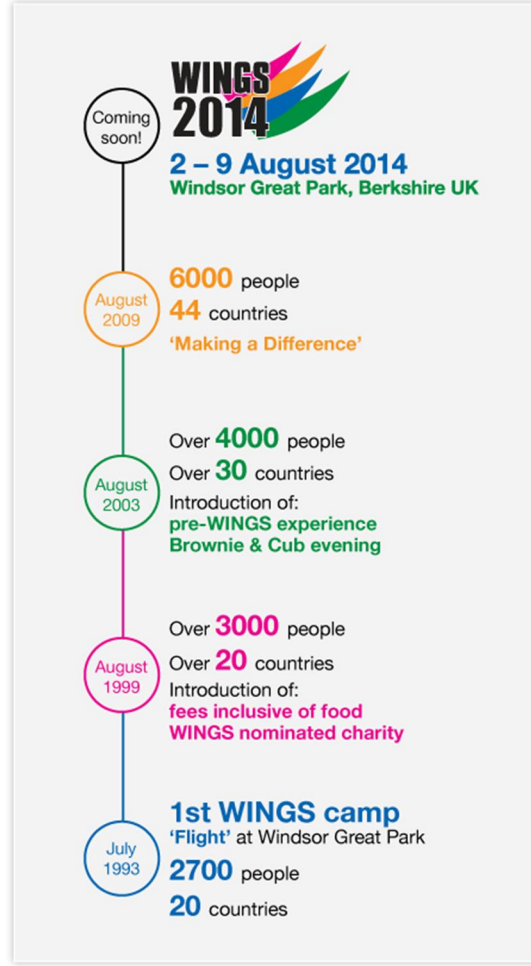 Coming
soon!
WINGS
2014
2 – 9 August 2014
Windsor Great Park, Berkshire UK
August
2009
6000 people
44 countries
‘Making a Difference’
August
2003
Over 4000 people
Over 30 countries
Introduction of:
pre-WINGS experience
Brownie & Cub evening
August
1999
Over 3000 people
Over 20 countries
Introduction of:
fees inclusive of food
WINGS nominated charity
July
1993
1st WINGS camp
‘Flight’ at Windsor Great Park
2700 people
20 countries